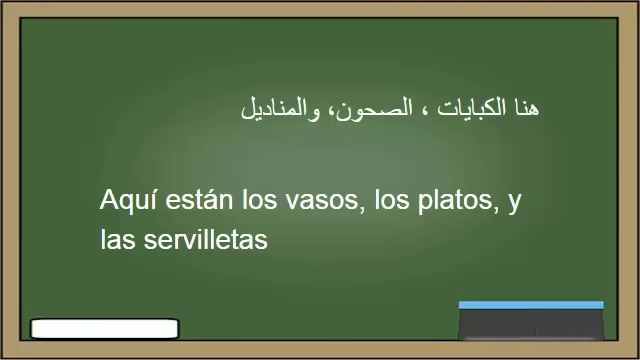 هنا الكبايات ، الصحون، والمناديل
Aquí están los vasos, los platos, y
las servilletas